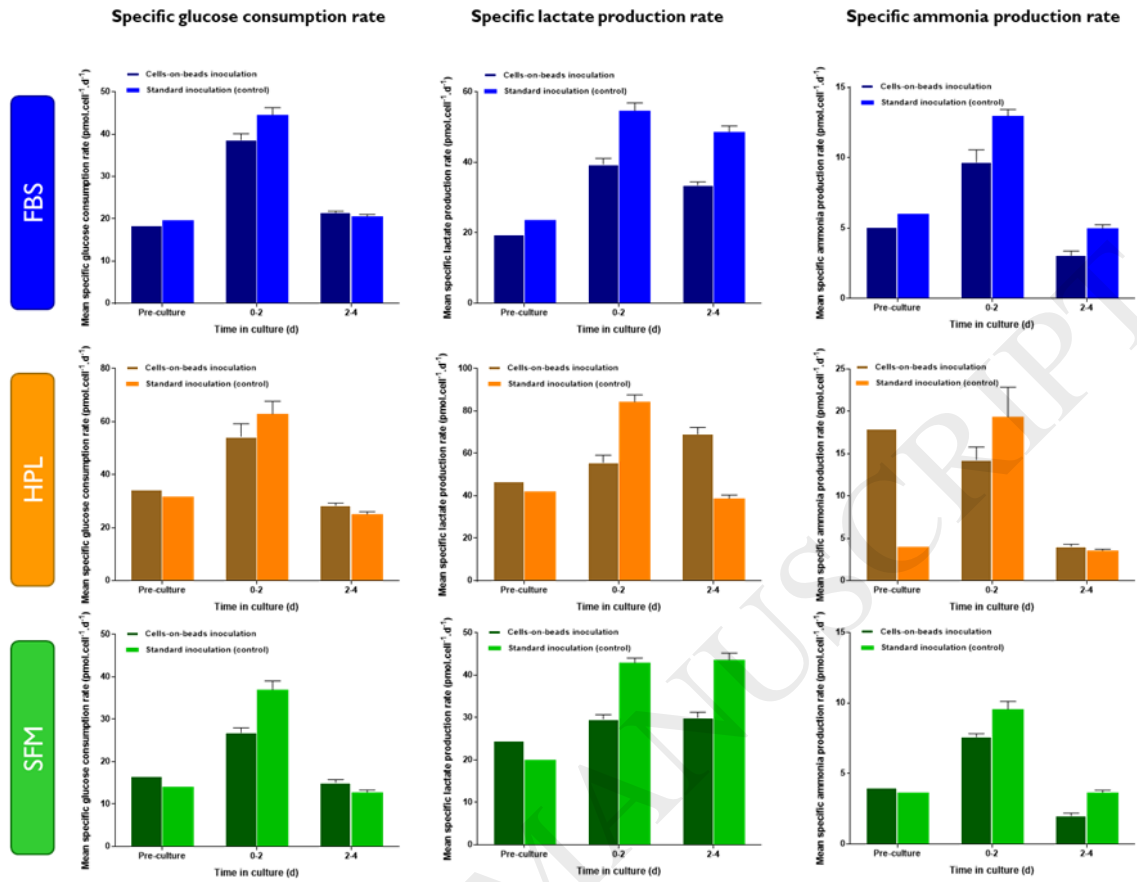 Specific glucose consumption rate
Specific lactate production rate
Specific ammonia production rate
FBS
Mean specific glucose consumption rate (pmol.cell⁻¹.d⁻¹)
50
40
30
20
10
0
Cells-on-beads inoculation
Standard inoculation (control)
Pre-culture
0-2
2-4
Time in culture (d)
Mean specific lactate production rate (pmol.cell⁻¹.d⁻¹)
60
40
20
0
Cells-on-beads inoculation
Standard inoculation (control)
Pre-culture
0-2
2-4
Time in culture (d)
Mean specific ammonia production rate (pmol.cell⁻¹.d⁻¹)
15
10
5
0
Cells-on-beads inoculation
Standard inoculation (control)
Pre-culture
0-2
2-4
Time in culture (d)
HPL
Mean specific glucose consumption rate (pmol.cell⁻¹.d⁻¹)
80
60
40
20
0
Cells-on-beads inoculation
Standard inoculation (control)
Pre-culture
0-2
2-4
Time in culture (d)
Mean specific lactate production rate (pmol.cell⁻¹.d⁻¹)
100
80
60
40
20
0
Cells-on-beads inoculation
Standard inoculation (control)
Pre-culture
0-2
2-4
Time in culture (d)
Mean specific ammonia production rate (pmol.cell⁻¹.d⁻¹)
25
20
15
10
5
0
Cells-on-beads inoculation
Standard inoculation (control)
Pre-culture
0-2
2-4
Time in culture (d)
SFM
Mean specific glucose consumption rate (pmol.cell⁻¹.d⁻¹)
50
40
30
20
10
0
Cells-on-beads inoculation
Standard inoculation (control)
Pre-culture
0-2
2-4
Time in culture (d)
Mean specific lactate production rate (pmol.cell⁻¹.d⁻¹)
50
40
30
20
10
0
Cells-on-beads inoculation
Standard inoculation (control)
Pre-culture
0-2
2-4
Time in culture (d)
Mean specific ammonia production rate (pmol.cell⁻¹.d⁻¹)
15
10
5
0
Cells-on-beads inoculation
Standard inoculation (control)
Pre-culture
0-2
2-4
Time in culture (d)
MANUSCRIPT